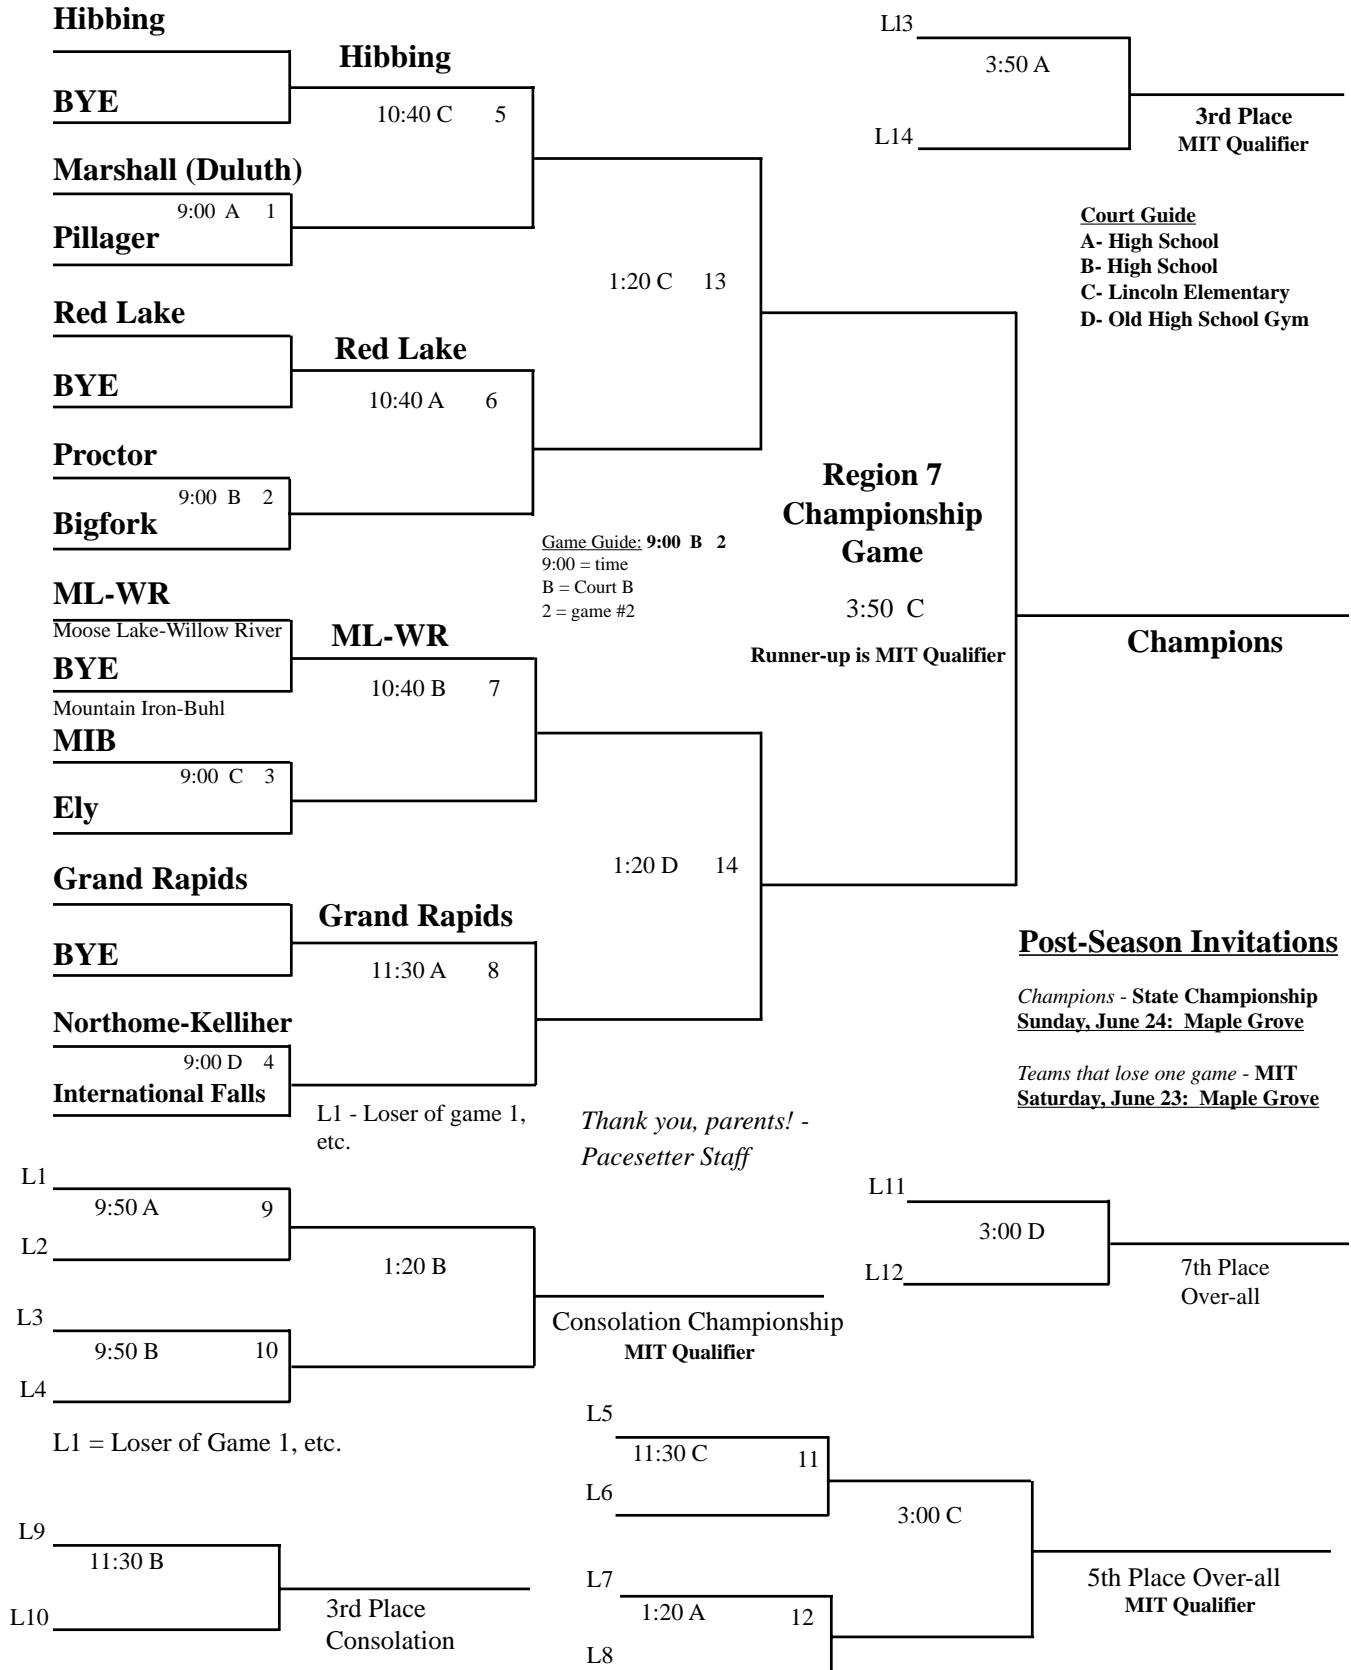 Hibbing
BYE
Marshall (Duluth)
9:00 A 1
Pillager
Red Lake
BYE
Proctor
9:00 B 2
Bigfork
ML-WR
Moose Lake-Willow River
BYE
Mountain Iron-Buhl
MIB
9:00 C 3
Ely
Grand Rapids
BYE
Northome-Kelliher
9:00 D 4
International Falls
Hibbing
10:40 C 5
Red Lake
10:40 A 6
ML-WR
10:40 B 7
Grand Rapids
11:30 A 8
L1 - Loser of game 1,
etc.
1:20 C 13
Game Guide: 9:00 B 2
9:00 = time
B = Court B
2 = game #2
1:20 D 14
Thank you, parents! -
Pacesetter Staff
Region 7
Championship
Game
3:50 C
Runner-up is MIT Qualifier
Champions
L13
3:50 A
L14
3rd Place
MIT Qualifier
Court Guide
A- High School
B- High School
C- Lincoln Elementary
D- Old High School Gym
Post-Season Invitations
Champions - State Championship
Sunday, June 24: Maple Grove
Teams that lose one game - MIT
Saturday, June 23: Maple Grove
L1
9:50 A 9
L2
L3
9:50 B 10
L4
1:20 B
Consolation Championship
MIT Qualifier
L1 = Loser of Game 1, etc.
L11
3:00 D
L12
7th Place
Over-all
L9
11:30 B
L10
3rd Place
Consolation
L5
11:30 C 11
L6
L7
1:20 A 12
L8
3:00 C
5th Place Over-all
MIT Qualifier